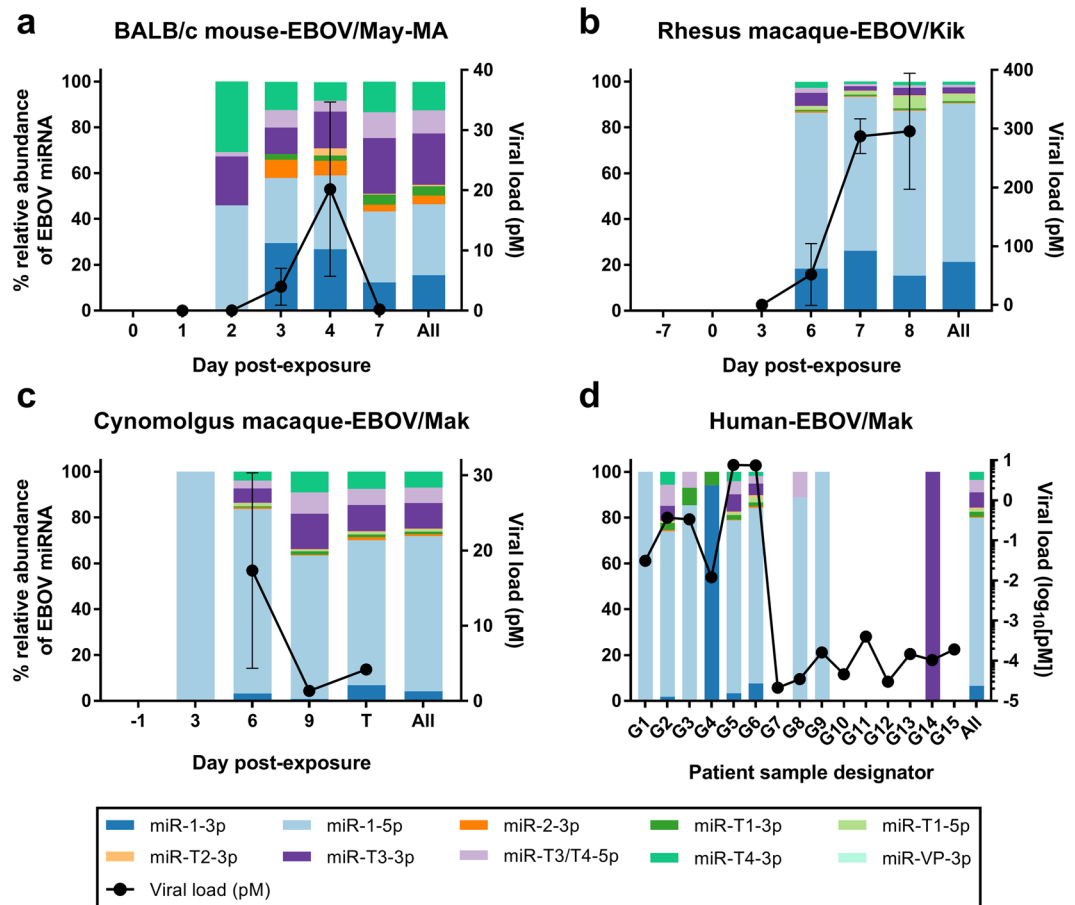 a
BALB/c mouse-EBOV/May-MA
% relative abundance
of EBOV miRNA
100
80
60
40
20
0
40
30
20
10
0
Viral load (pM)
0 1 2 3 4 7 All
Day post-exposure
b
Rhesus macaque-EBOV/Kik
100
80
60
40
20
0
400
300
200
100
0
Viral load
(pM)
-7 0 3 6 7 8 All
Day post-exposure
c
Cynomolgus macaque-EBOV/Mak
% relative abundance
of EBOV miRNA
100
80
60
40
20
0
30
20
10
0
Viral load (pM)
-1 3 6 9 T All
Day post-exposure
d
Human-EBOV/Mak
100
80
60
40
20
0
1
0
-1
-2
-3
-4
-5
Viral load (log10[pM])
G1 G2 G3 G4 G5 G6 G7 G8 G9 G10 G11 G12 G13 G14 G15 All
Patient sample designator
miR-1-3p miR-1-5p miR-2-3p miR-T1-3p miR-T1-5p
miR-T2-3p miR-T3-3p miR-T3/T4-5p miR-T4-3p miR-VP-3p
Viral load (pM)